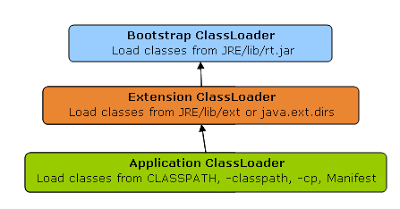 Bootstrap ClassLoader
Load classes from JRE/lib/rt.jar
Extension ClassLoader
Load classes from JRE/lib/ext or java.ext.dirs
Application ClassLoader
Load classes from CLASSPATH, -classpath, -cp, Manifest